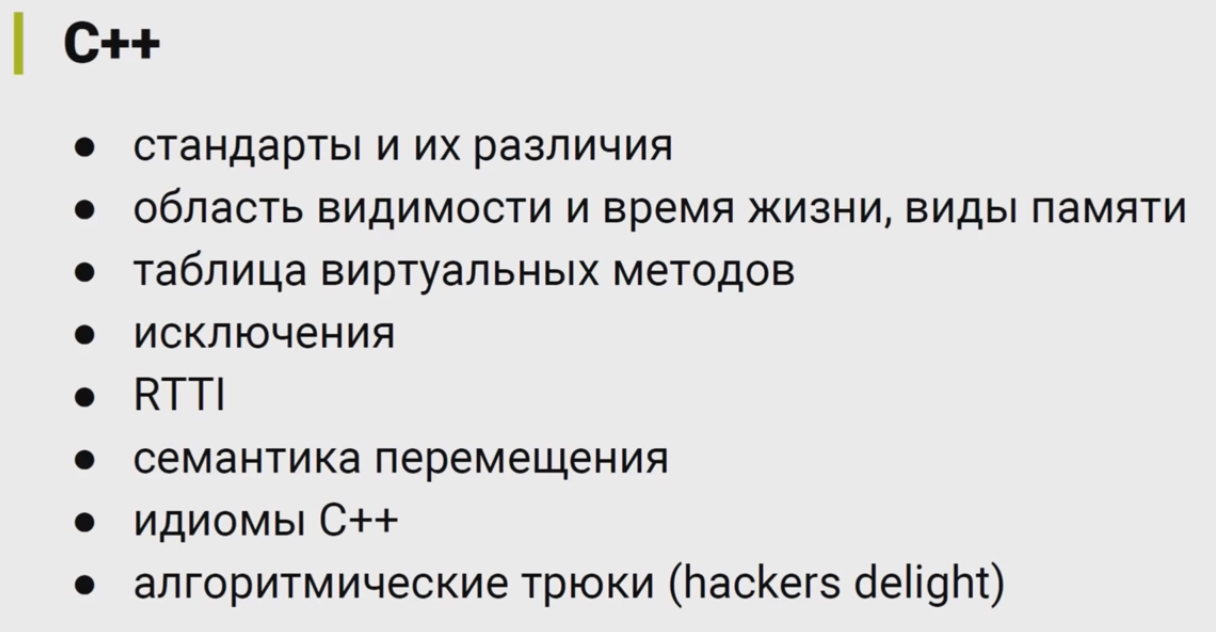 C++
● стандарты и их различия
● область видимости и время жизни, виды памяти
● таблица виртуальных методов
● исключения
● RTTI
● семантика перемещения
● идиомы C++
● алгоритмические трюки (hackers delight)